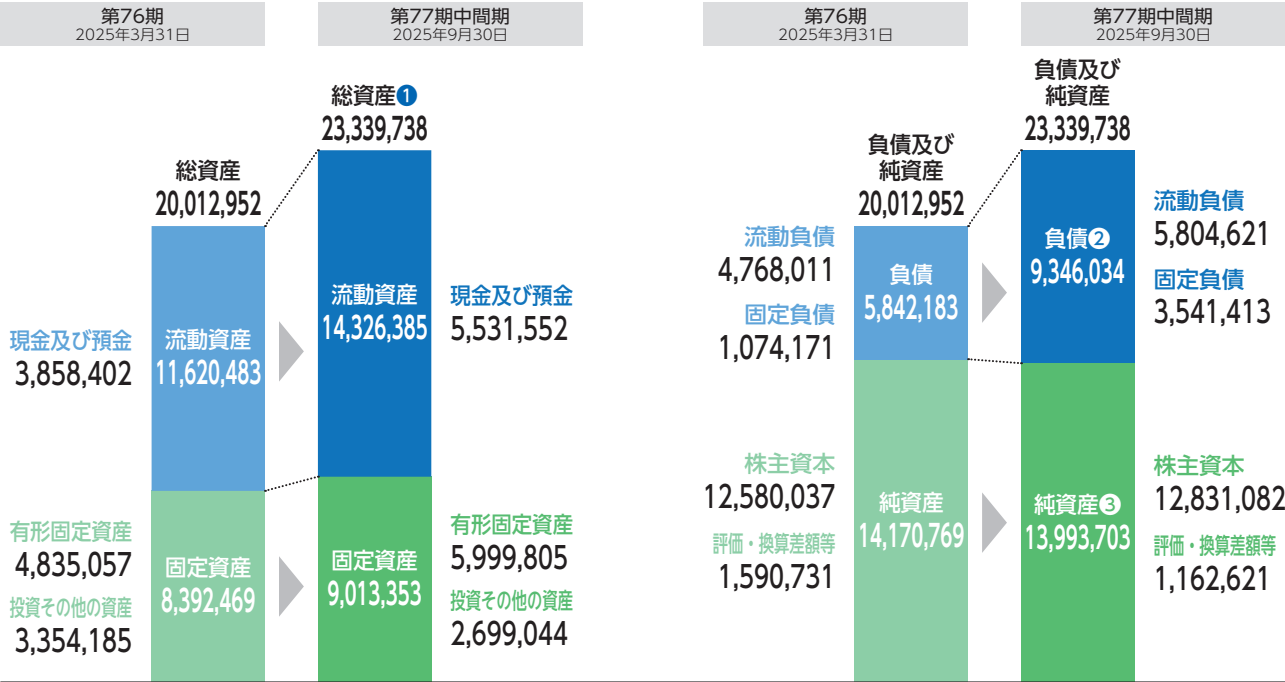 第76期
2025年3月31日
第77期中間期
2025年9月30日
総資産
20,012,952
総資産❶
23,339,738
現金及び預金
3,858,402
流動資産
11,620,483
流動資産
14,326,385
現金及び預金
5,531,552
有形固定資産
4,835,057
投資その他の資産
3,354,185
固定資産
8,392,469
固定資産
9,013,353
有形固定資産
5,999,805
投資その他の資産
2,699,044
第76期
2025年3月31日
第77期中間期
2025年9月30日
負債及び
純資産
20,012,952
負債及び
純資産
23,339,738
流動負債
4,768,011
固定負債
1,074,171
負債
5,842,183
負債❷
9,346,034
流動負債
5,804,621
固定負債
3,541,413
株主資本
12,580,037
評価・換算差額等
1,590,731
純資産
14,170,769
純資産❸
13,993,703
株主資本
12,831,082
評価・換算差額等
1,162,621